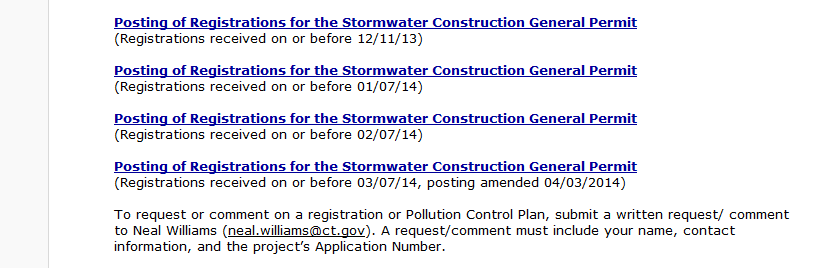 Posting of Registrations for the Stormwater Construction General Permit
(Registrations received on or before 12/11/13)
Posting of Registrations for the Stormwater Construction General Permit
(Registrations received on or before 01/07/14)
Posting of Registrations for the Stormwater Construction General Permit
(Registrations received on or before 02/07/14)
Posting of Registrations for the Stormwater Construction General Permit
(Registrations received on or before 03/07/14, posting amended 04/03/2014)
To request or comment on a registration or Pollution Control Plan, submit a written request/ comment
to Neal Williams (neal.williams@ct.gov). A request/comment must include your name, contact
information, and the project's Application Number.